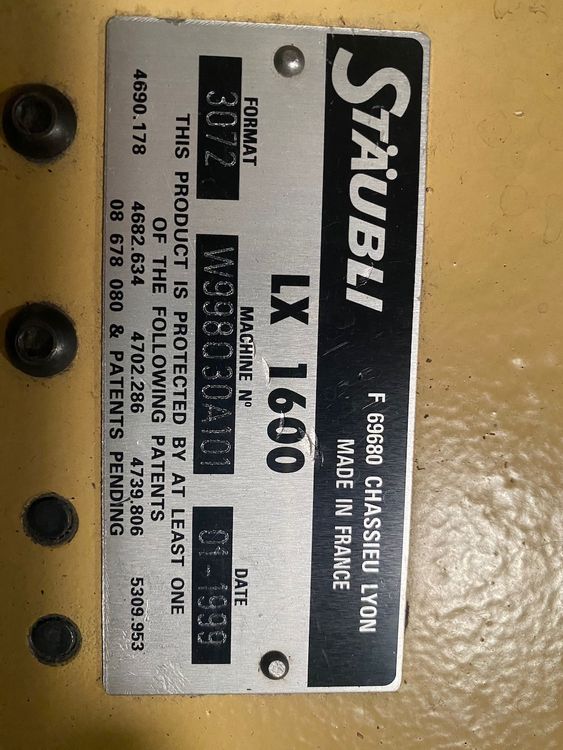 STÄUBLI
F 69680 CHASSIEU LYON
MADE IN FRANCE
LX 1600
FORMAT MACHINE Nº DATE
3072 W998030A101 01-1999
THIS PRODUCT IS PROTECTED BY AT LEAST ONE
OF THE FOLLOWING PATENTS
4690.178 4682.634 4702.286 4739.806 5309.953
08 678 080 & PATENTS PENDING